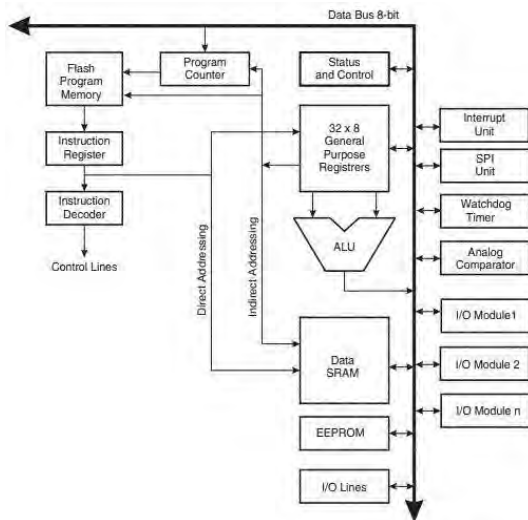 Data Bus 8-bit
Flash
Program
Memory
Program
Counter
Status
and Control
Instruction
Register
32 x 8
General
Purpose
Registrers
Interrupt
Unit
SPI
Unit
Instruction
Decoder
Watchdog
Timer
ALU
Analog
Comparator
Control Lines
Direct Addressing
Indirect Addressing
I/O Module1
Data
SRAM
I/O Module 2
I/O Module n
EEPROM
I/O Lines